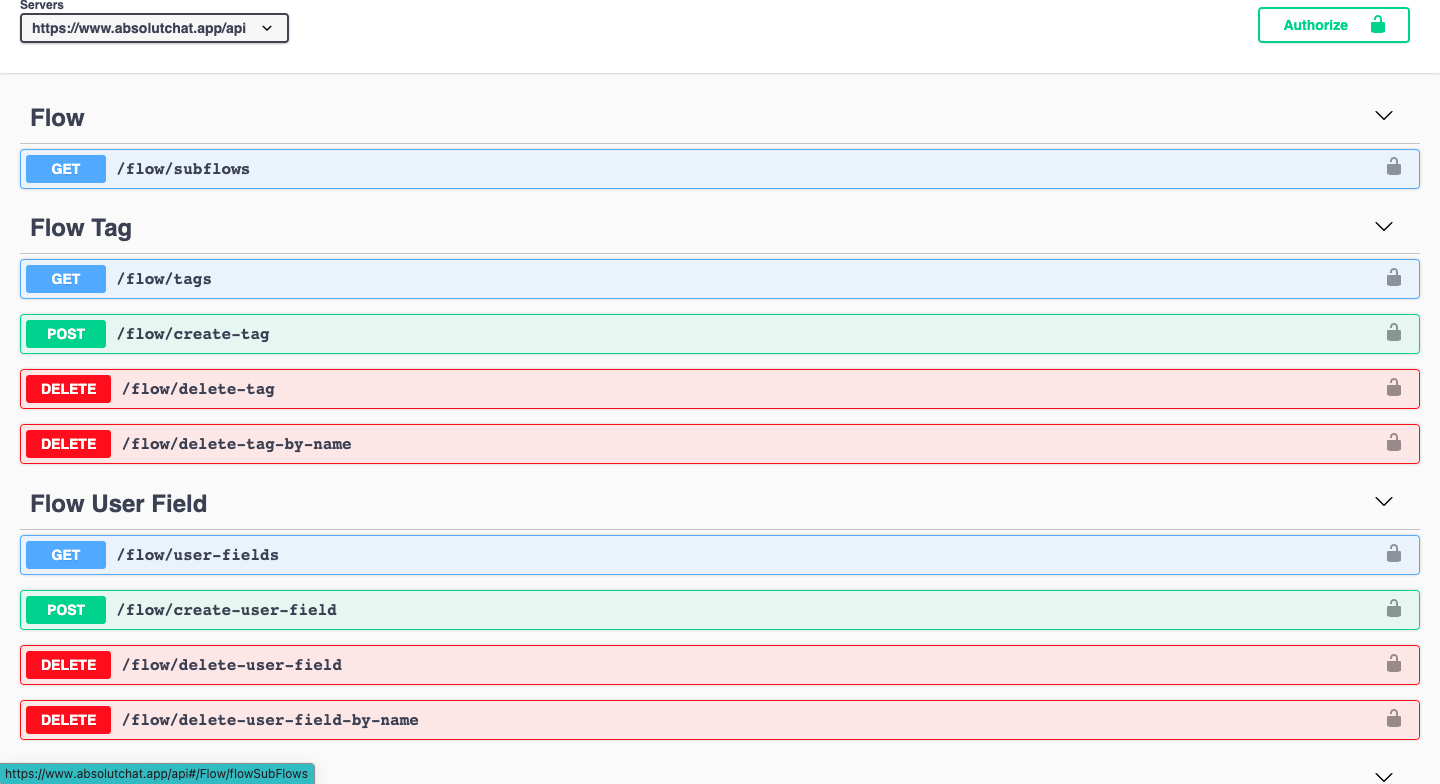 Servers
https://www.absolutchat.app/api
Authorize
Flow
GET /flow/subflows
Flow Tag
GET /flow/tags
POST /flow/create-tag
DELETE /flow/delete-tag
DELETE /flow/delete-tag-by-name
Flow User Field
GET /flow/user-fields
POST /flow/create-user-field
DELETE /flow/delete-user-field
DELETE /flow/delete-user-field-by-name
https://www.absolutchat.app/api#/Flow/flowSubFlows